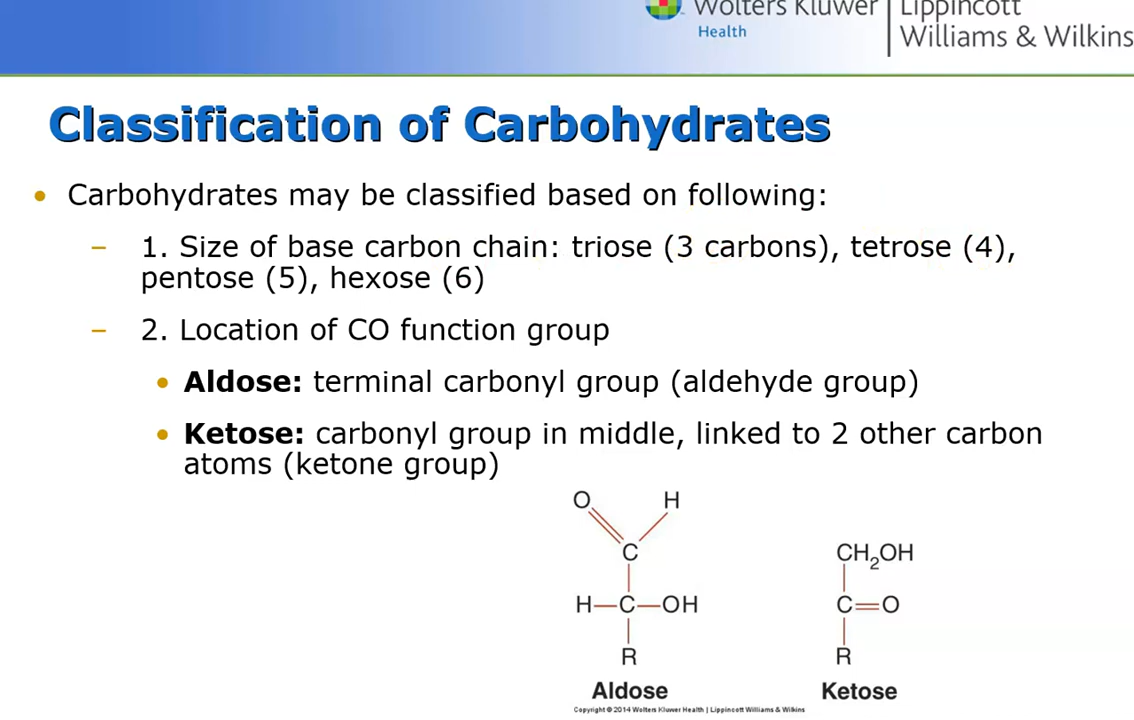 Wolters Kluwer
Health
Lippincott
Williams & Wilkins
Classification of Carbohydrates
• Carbohydrates may be classified based on following:
– 1. Size of base carbon chain: triose (3 carbons), tetrose (4),
pentose (5), hexose (6)
– 2. Location of CO function group
• Aldose: terminal carbonyl group (aldehyde group)
• Ketose: carbonyl group in middle, linked to 2 other carbon
atoms (ketone group)
O H
C
H—C—OH
R
Aldose
CH₂OH
C=O
R
Ketose
Copyright © 2014 Wolters Kluwer Health | Lippincott Williams & Wilkins